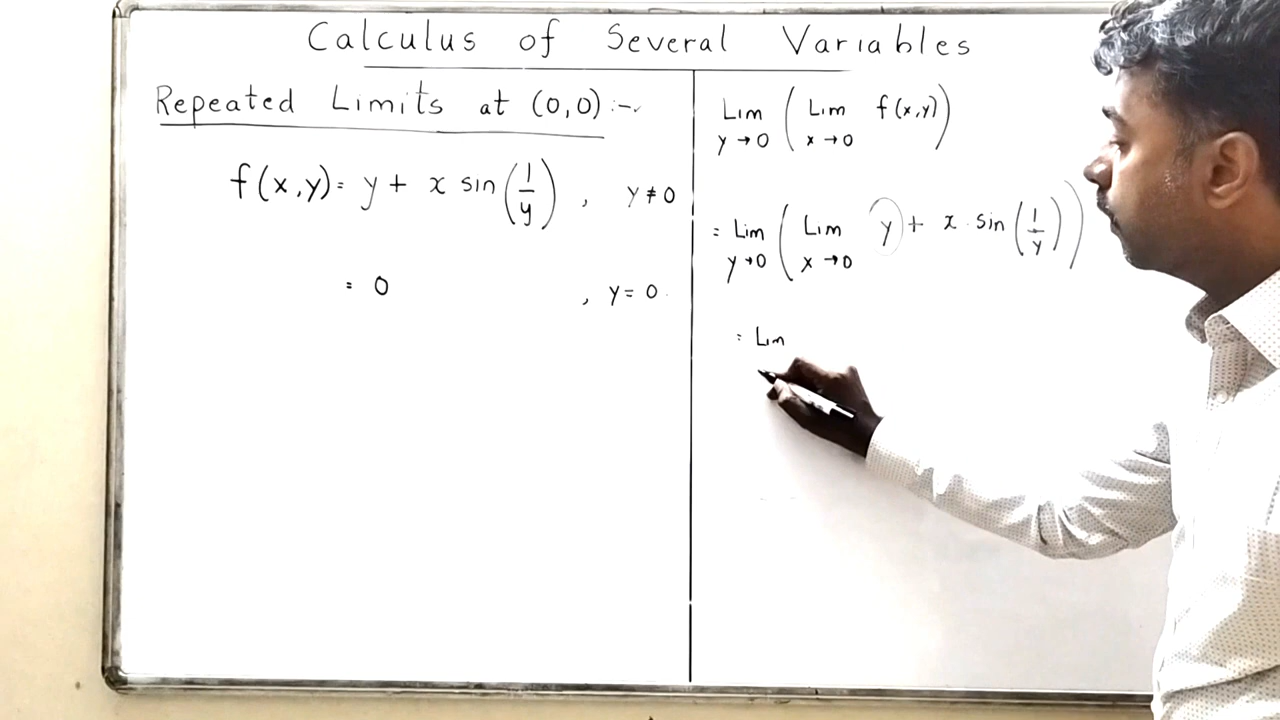 Calculus of Several Variables
Repeated Limits at (0,0) :-
f(x,y) = y + x sin(1/y) , y ≠ 0
= 0 , y = 0
Lim y→0 ( Lim x→0 f(x,y) )
= Lim y→0 ( Lim x→0 y + x · sin(1/y) )
= Lim